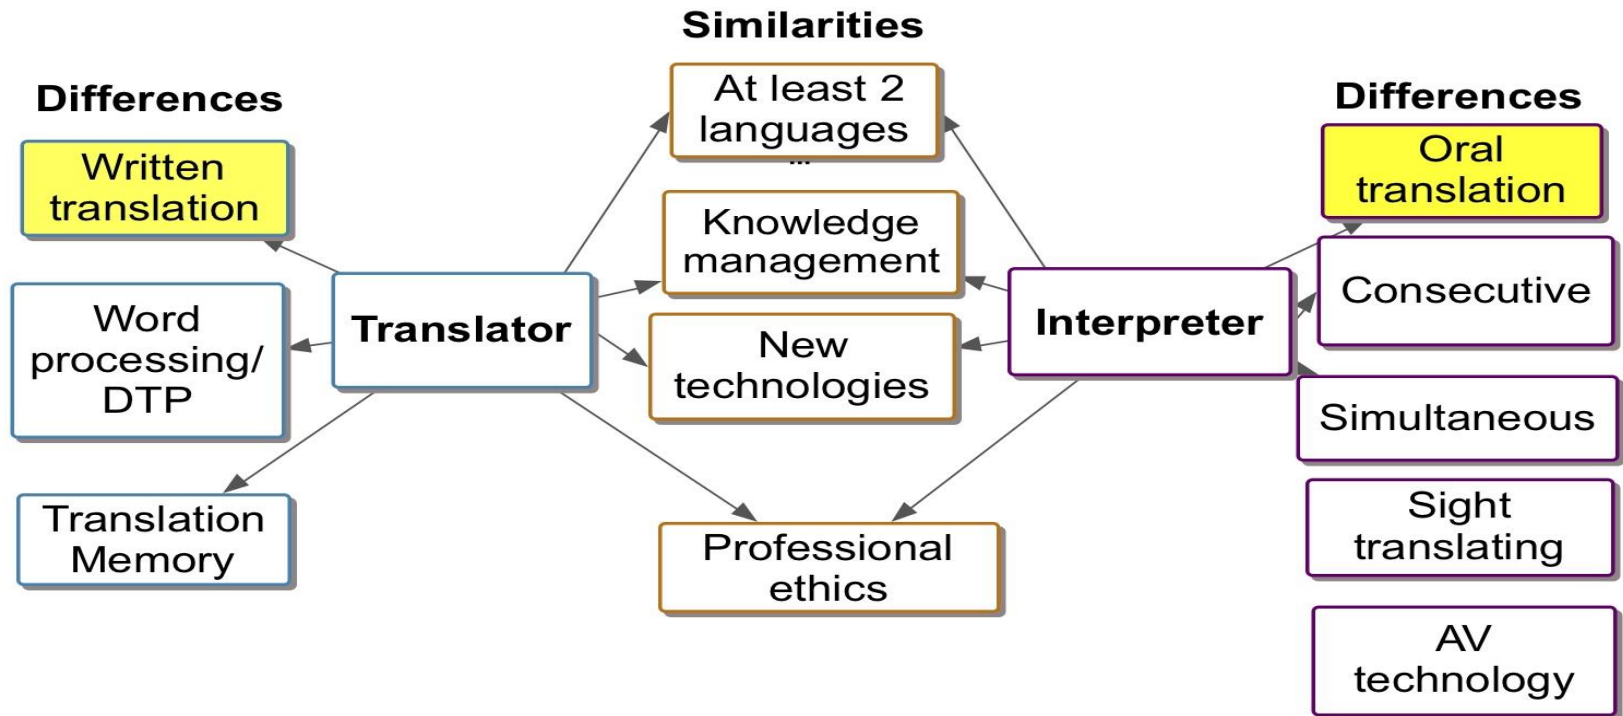 Similarities
Differences
Differences
At least 2
languages
...
Written
translation
Oral
translation
Knowledge
management
Consecutive
Word
processing/
DTP
Translator
Interpreter
New
technologies
Simultaneous
Translation
Memory
Sight
translating
Professional
ethics
AV
technology